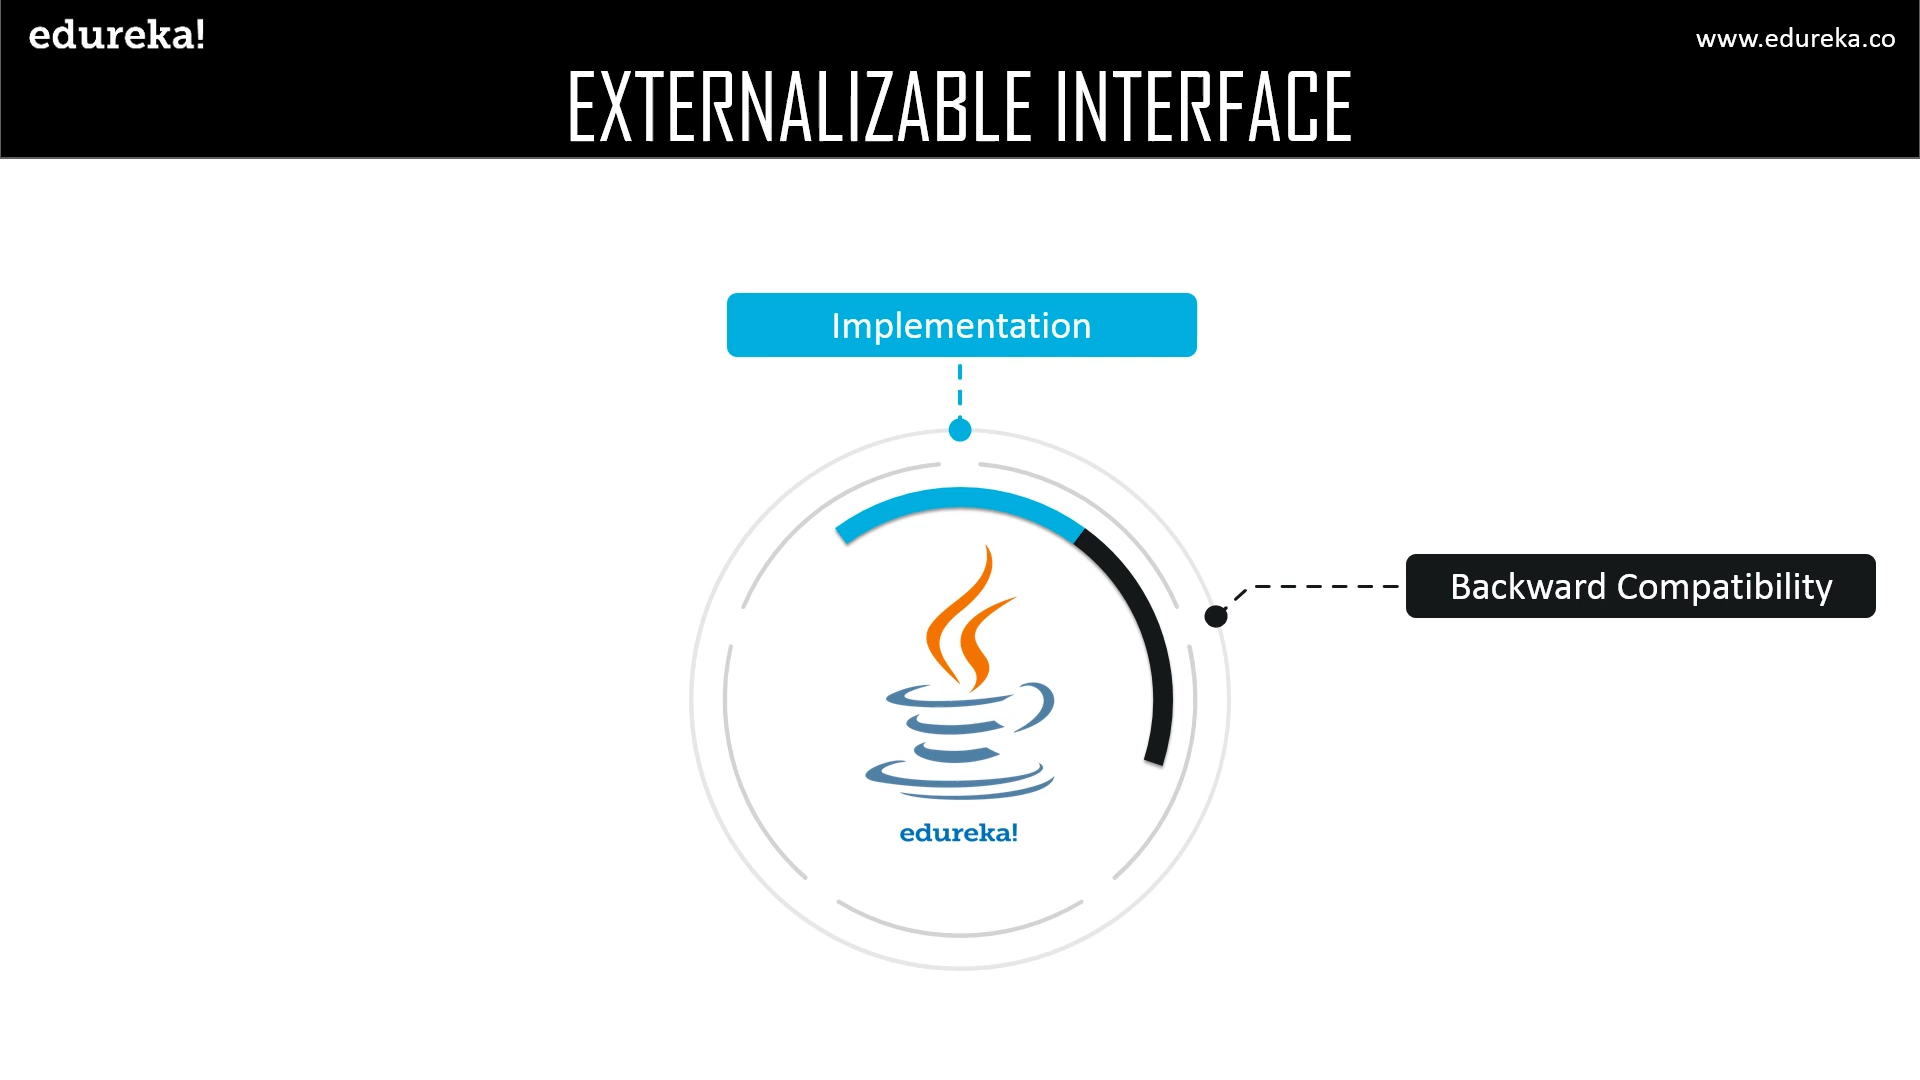 edureka!
www.edureka.co
EXTERNALIZABLE INTERFACE
Implementation
Backward Compatibility
edureka!